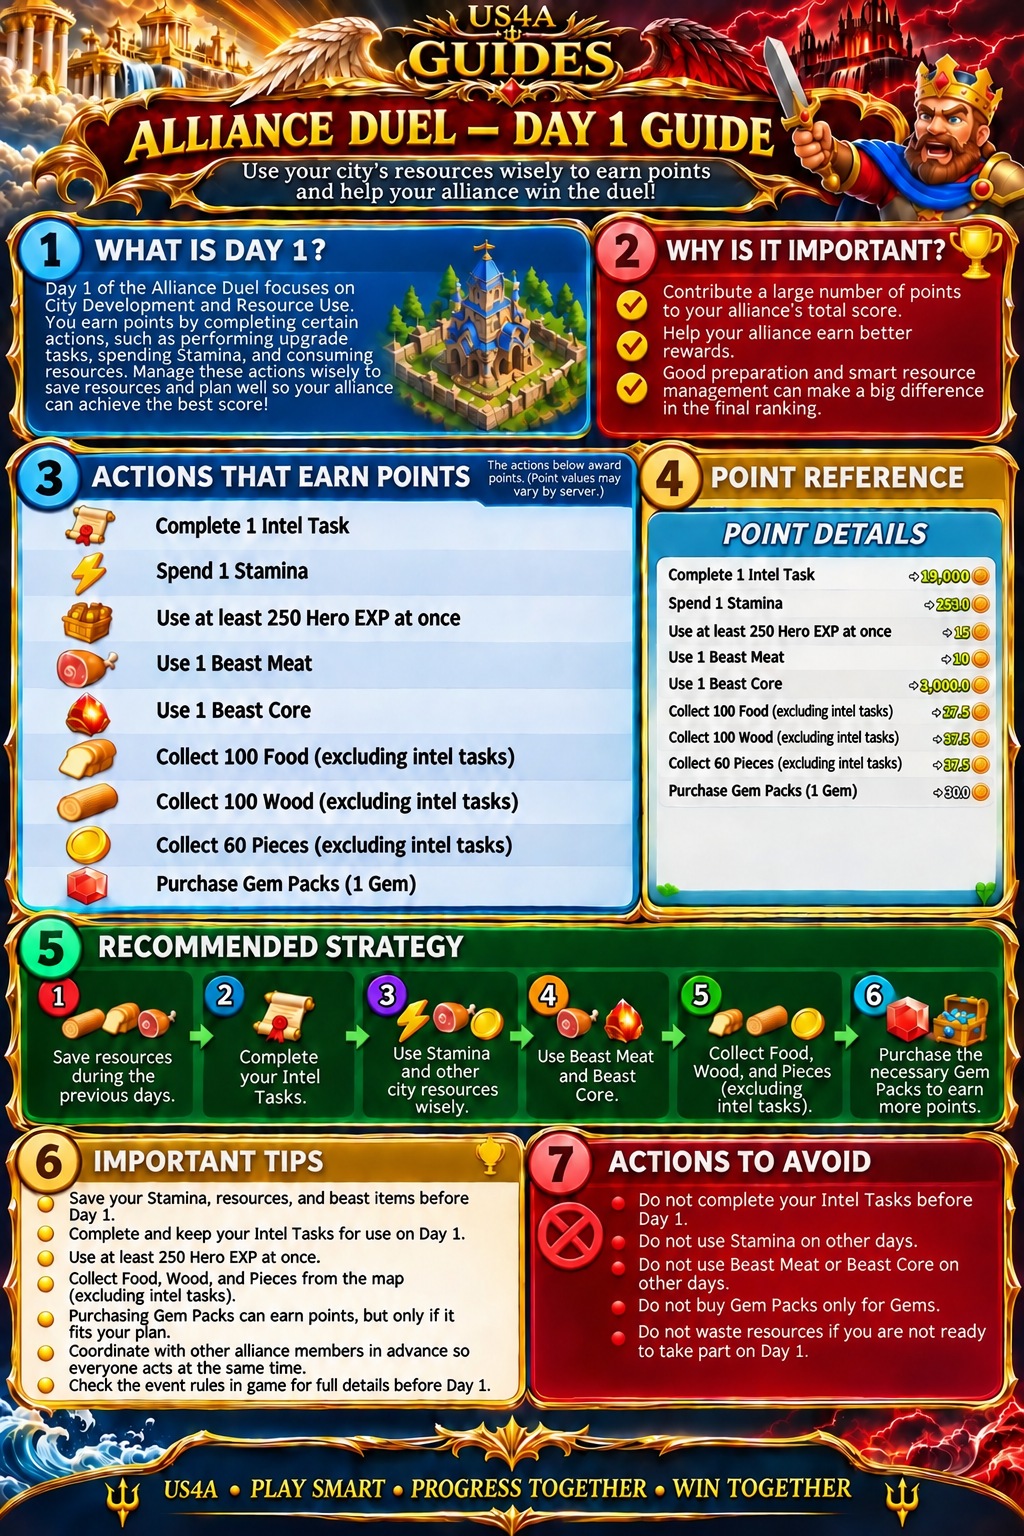 US4A
GUIDES
ALLIANCE DUEL – DAY 1 GUIDE
Use your city's resources wisely to earn points
and help your alliance win the duel!
1
WHAT IS DAY 1?
Day 1 of the Alliance Duel focuses on
City Development and Resource Use.
You earn points by completing certain
actions, such as performing upgrade
tasks, spending Stamina, and consuming
resources. Manage these actions wisely to
save resources and plan well so your alliance
can achieve the best score!
2
WHY IS IT IMPORTANT?
Contribute a large number of points
to your alliance's total score.
Help your alliance earn better
rewards.
Good preparation and smart resource
management can make a big difference
in the final ranking.
3
ACTIONS THAT EARN POINTS
The actions below award
points. (Point values may
vary by server.)
Complete 1 Intel Task
Spend 1 Stamina
Use at least 250 Hero EXP at once
Use 1 Beast Meat
Use 1 Beast Core
Collect 100 Food (excluding intel tasks)
Collect 100 Wood (excluding intel tasks)
Collect 60 Pieces (excluding intel tasks)
Purchase Gem Packs (1 Gem)
4
POINT REFERENCE
POINT DETAILS
Complete 1 Intel Task ⇨19,000
Spend 1 Stamina
Use at least 250 Hero EXP at once ⇨15
Use 1 Beast Meat ⇨10
Use 1 Beast Core ⇨3,000.0
Collect 100 Food (excluding intel tasks) ⇨27.5
Collect 100 Wood (excluding intel tasks) ⇨37.5
Collect 60 Pieces (excluding intel tasks) ⇨37.5
Purchase Gem Packs (1 Gem) ⇨30.0
5
RECOMMENDED STRATEGY
1
Save resources
during the
previous days.
2
Complete
your Intel
Tasks.
3
Use Stamina
and other
city resources
wisely.
4
Use Beast Meat
and Beast
Core.
5
Collect Food,
Wood, and Pieces
(excluding
intel tasks).
6
Purchase the
necessary Gem
Packs to earn
more points.
6
IMPORTANT TIPS
Save your Stamina, resources, and beast items before
Day 1.
Complete and keep your Intel Tasks for use on Day 1.
Use at least 250 Hero EXP at once.
Collect Food, Wood, and Pieces from the map
(excluding intel tasks).
Purchasing Gem Packs can earn points, but only if it
fits your plan.
Coordinate with other alliance members in advance so
everyone acts at the same time.
Check the event rules in game for full details before Day 1.
7
ACTIONS TO AVOID
Do not complete your Intel Tasks before
Day 1.
Do not use Stamina on other days.
Do not use Beast Meat or Beast Core on
other days.
Do not buy Gem Packs only for Gems.
Do not waste resources if you are not ready
to take part on Day 1.
US4A • PLAY SMART • PROGRESS TOGETHER • WIN TOGETHER